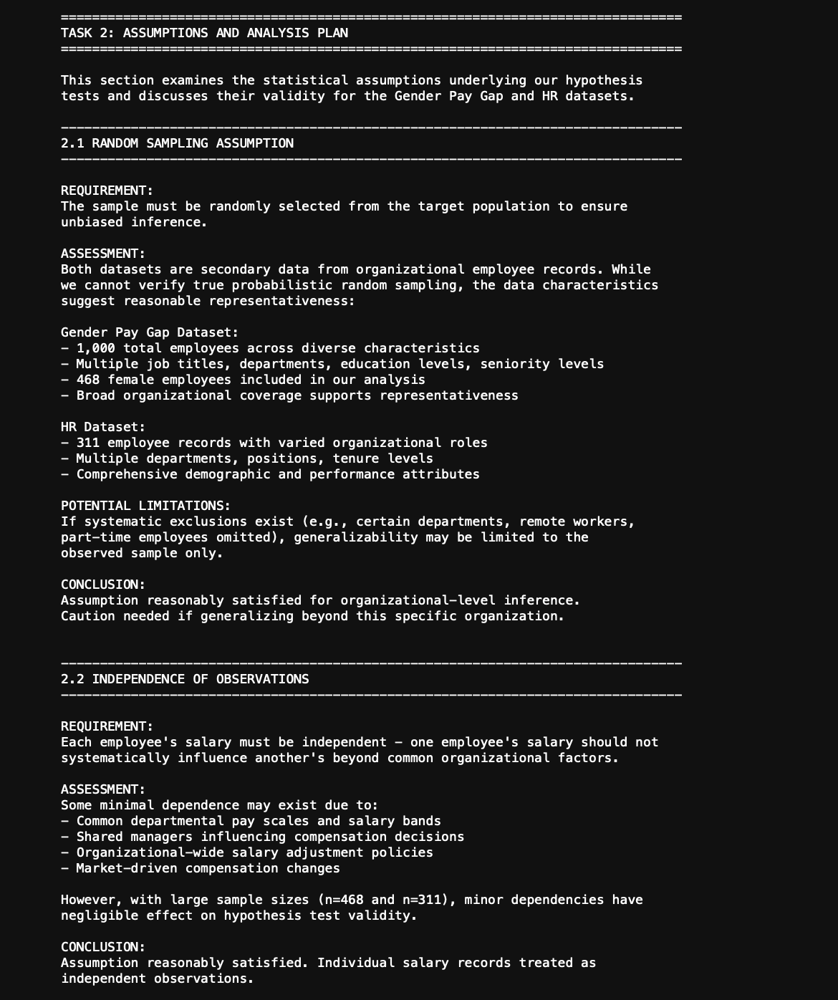 ================================================================================
TASK 2: ASSUMPTIONS AND ANALYSIS PLAN
================================================================================
This section examines the statistical assumptions underlying our hypothesis
tests and discusses their validity for the Gender Pay Gap and HR datasets.
--------------------------------------------------------------------------------
2.1 RANDOM SAMPLING ASSUMPTION
--------------------------------------------------------------------------------
REQUIREMENT:
The sample must be randomly selected from the target population to ensure
unbiased inference.
ASSESSMENT:
Both datasets are secondary data from organizational employee records. While
we cannot verify true probabilistic random sampling, the data characteristics
suggest reasonable representativeness:
Gender Pay Gap Dataset:
- 1,000 total employees across diverse characteristics
- Multiple job titles, departments, education levels, seniority levels
- 468 female employees included in our analysis
- Broad organizational coverage supports representativeness
HR Dataset:
- 311 employee records with varied organizational roles
- Multiple departments, positions, tenure levels
- Comprehensive demographic and performance attributes
POTENTIAL LIMITATIONS:
If systematic exclusions exist (e.g., certain departments, remote workers,
part-time employees omitted), generalizability may be limited to the
observed sample only.
CONCLUSION:
Assumption reasonably satisfied for organizational-level inference.
Caution needed if generalizing beyond this specific organization.
--------------------------------------------------------------------------------
2.2 INDEPENDENCE OF OBSERVATIONS
--------------------------------------------------------------------------------
REQUIREMENT:
Each employee's salary must be independent - one employee's salary should not
systematically influence another's beyond common organizational factors.
ASSESSMENT:
Some minimal dependence may exist due to:
- Common departmental pay scales and salary bands
- Shared managers influencing compensation decisions
- Organizational-wide salary adjustment policies
- Market-driven compensation changes
However, with large sample sizes (n=468 and n=311), minor dependencies have
negligible effect on hypothesis test validity.
CONCLUSION:
Assumption reasonably satisfied. Individual salary records treated as
independent observations.